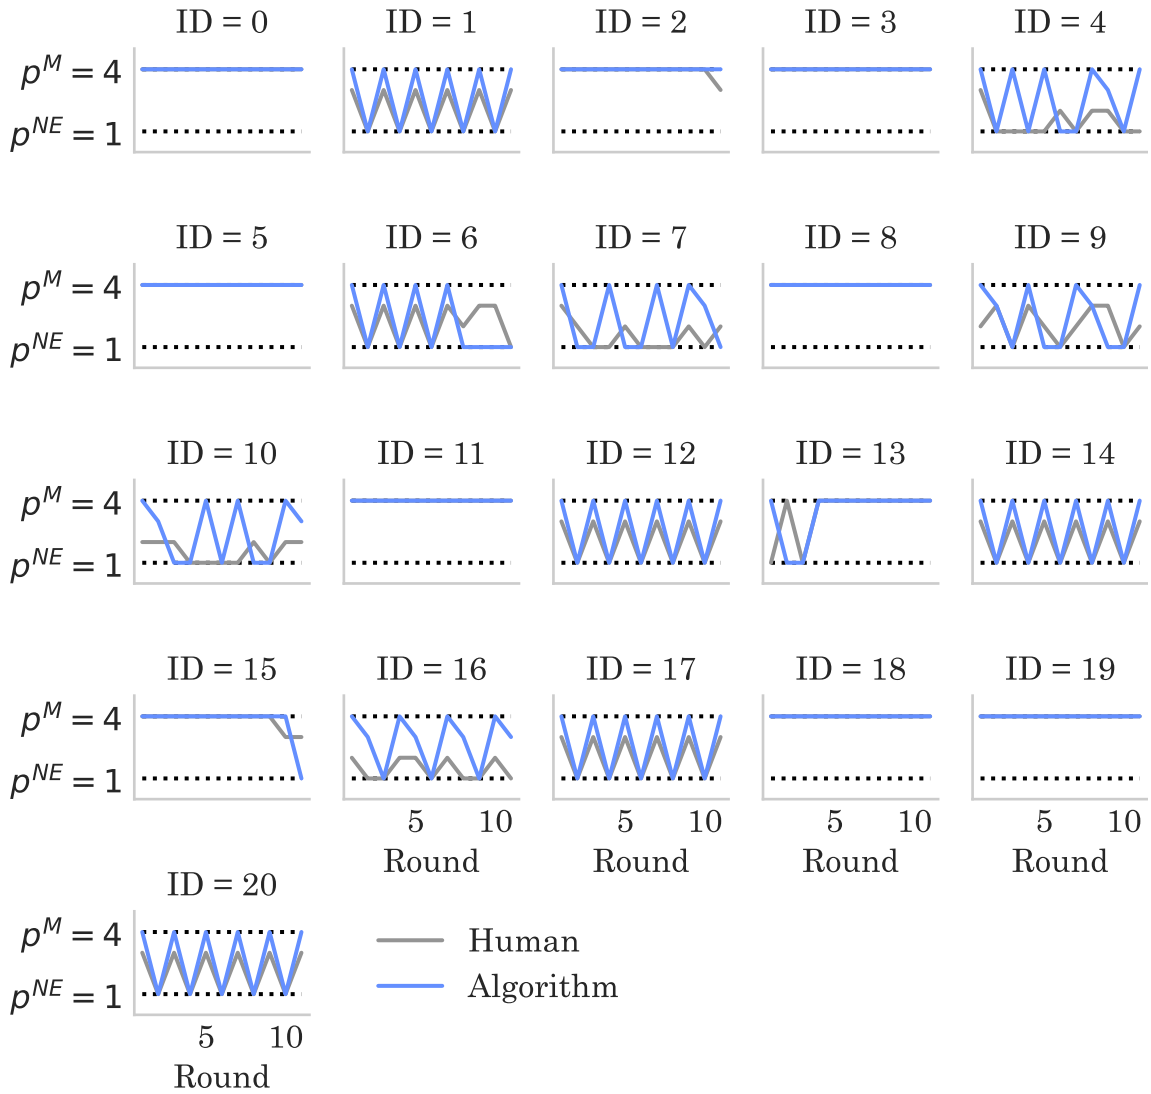 ID = 0 ID = 1 ID = 2 ID = 3 ID = 4
p^M = 4
p^NE = 1
ID = 5 ID = 6 ID = 7 ID = 8 ID = 9
p^M = 4
p^NE = 1
ID = 10 ID = 11 ID = 12 ID = 13 ID = 14
p^M = 4
p^NE = 1
ID = 15 ID = 16 ID = 17 ID = 18 ID = 19
p^M = 4
p^NE = 1
5 10 5 10 5 10 5 10
Round Round Round Round
ID = 20
p^M = 4
p^NE = 1
5 10
Round
Human
Algorithm